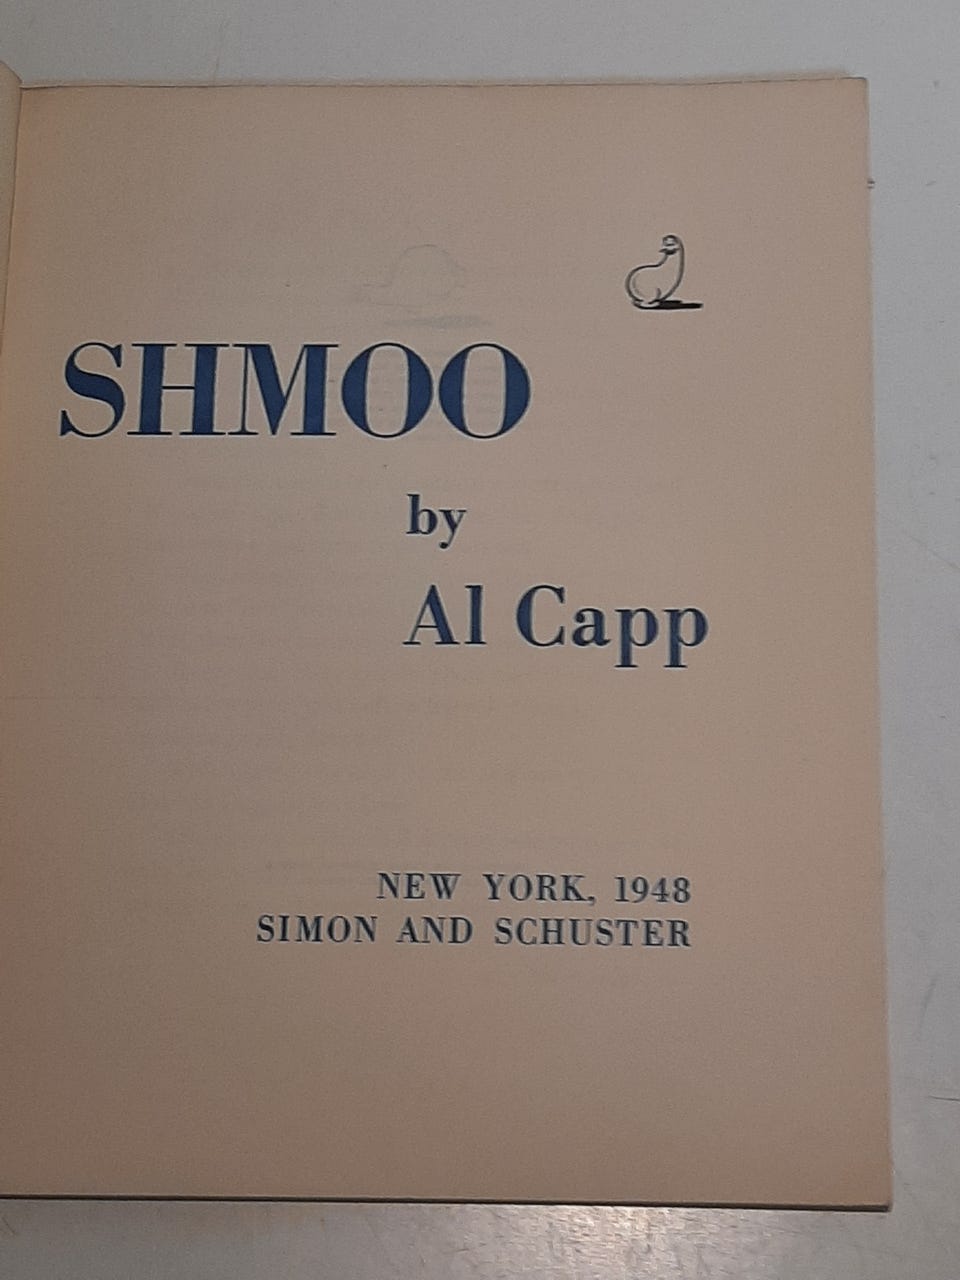 SHMOO
by
Al Capp
NEW YORK, 1948
SIMON AND SCHUSTER